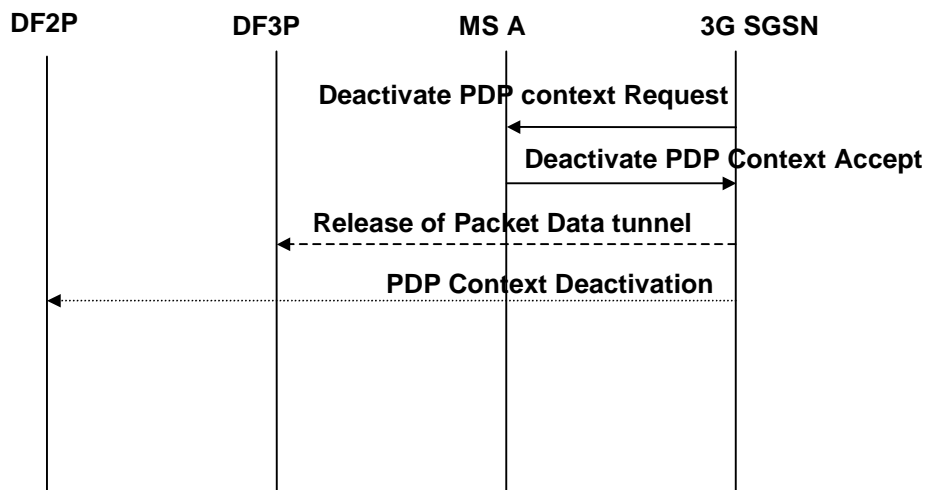 DF2P DF3P MS A 3G SGSN
Deactivate PDP context Request
Deactivate PDP Context Accept
Release of Packet Data tunnel
PDP Context Deactivation